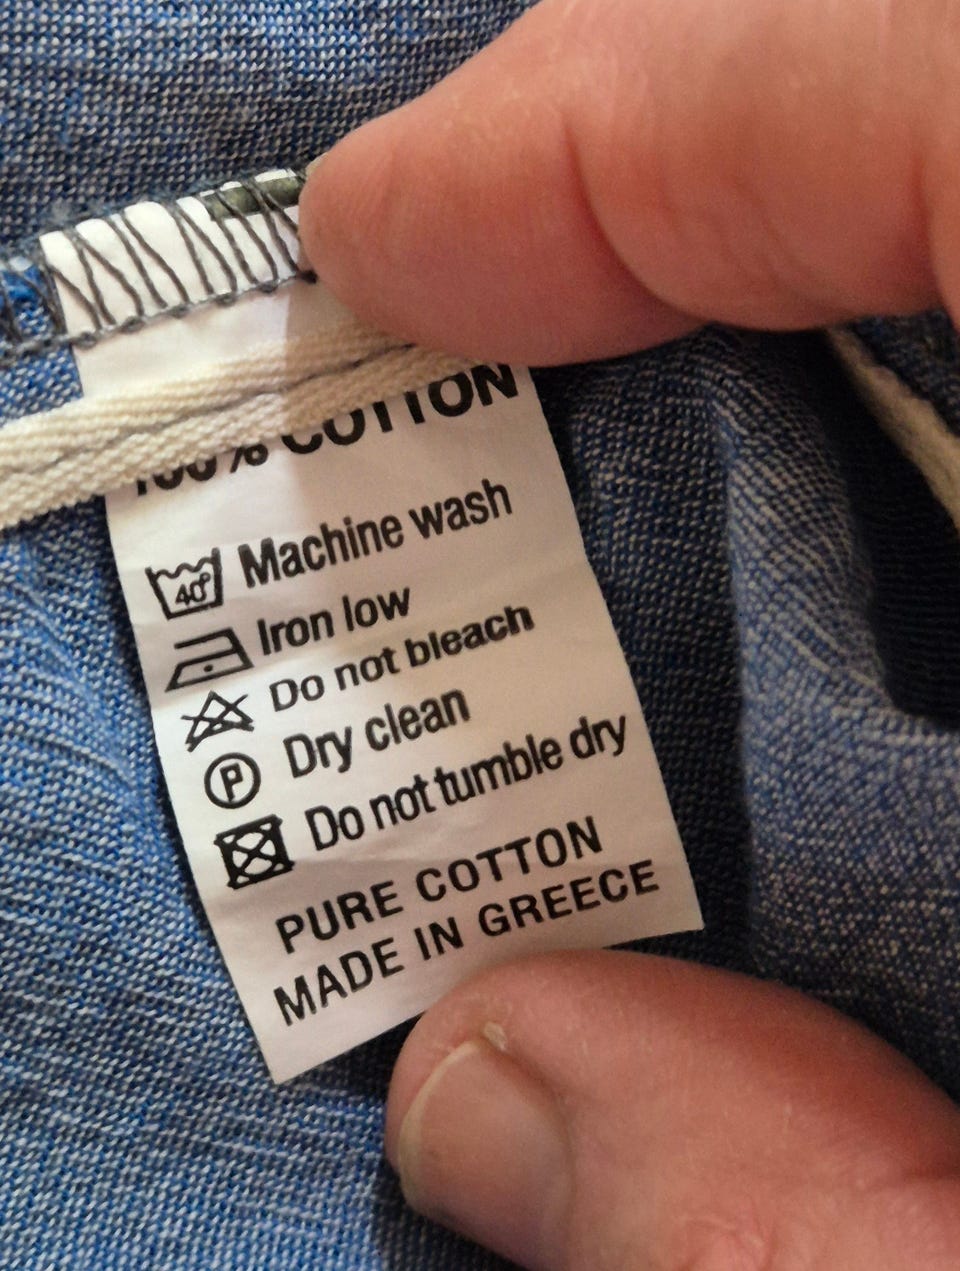 100% COTTON
40° Machine wash
Iron low
Do not bleach
P Dry clean
Do not tumble dry
PURE COTTON
MADE IN GREECE